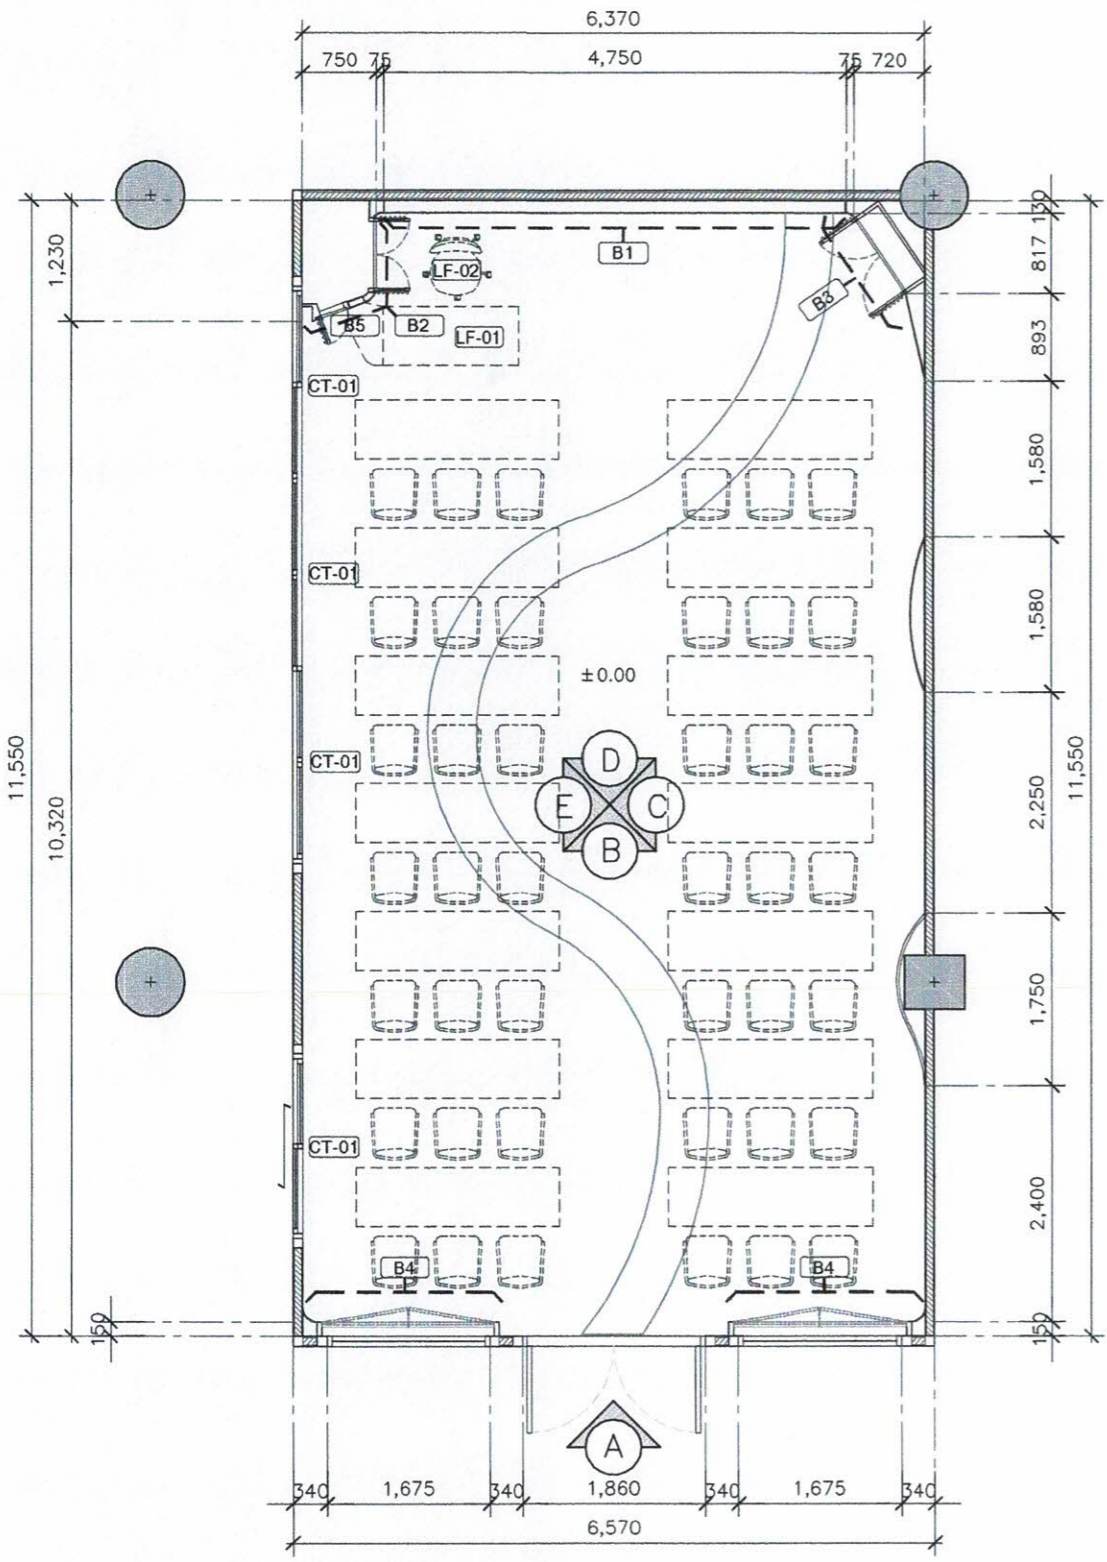 6,370
750 75 4,750 75 720
130
1,230
817
LF-02
B1
B3
B5
B2
LF-01
893
CT-01
1,580
CT-01
1,580
±0.00
11,550
CT-01
D
E
C
B
2,250
11,550
10,320
1,750
CT-01
2,400
B4
B4
150
150
A
340 1,675 340 1,860 340 1,675 340
6,570